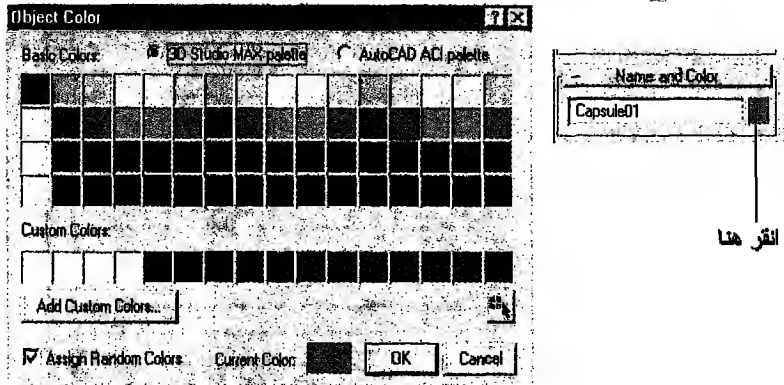 Object Color
Basic Colors: 3D Studio MAX palette AutoCAD ACI palette
Custom Colors:
Add Custom Colors...
Assign Random Colors Current Color: OK Cancel
Name and Color
Capsule01
انقر هنا